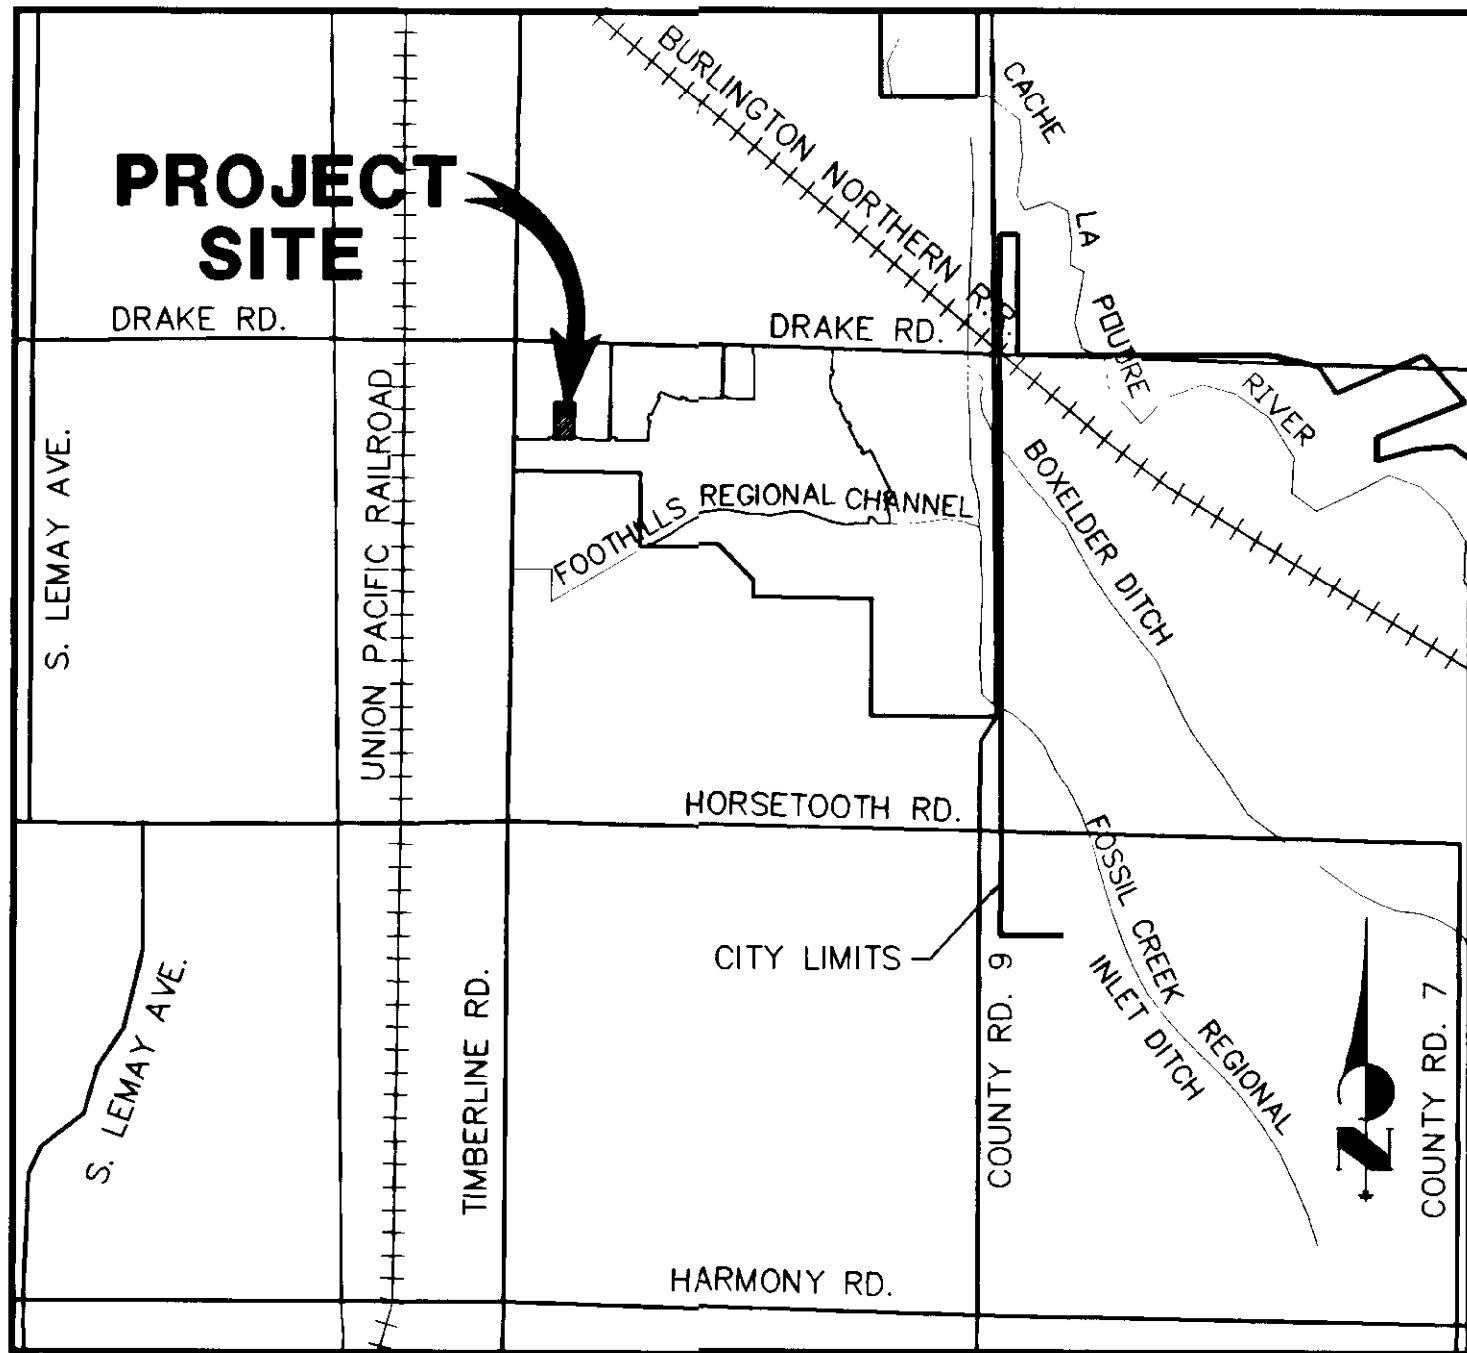 BURLINGTON NORTHERN R.R.
CACHE LA POUDRE RIVER
PROJECT
SITE
DRAKE RD.
DRAKE RD.
S. LEMAY AVE.
UNION PACIFIC RAILROAD
FOOTHILLS REGIONAL CHANNEL
BOXELDER DITCH
HORSETOOTH RD.
FOSSIL CREEK REGIONAL
INLET DITCH
CITY LIMITS
S. LEMAY AVE.
TIMBERLINE RD.
COUNTY RD. 9
COUNTY RD. 7
N
HARMONY RD.